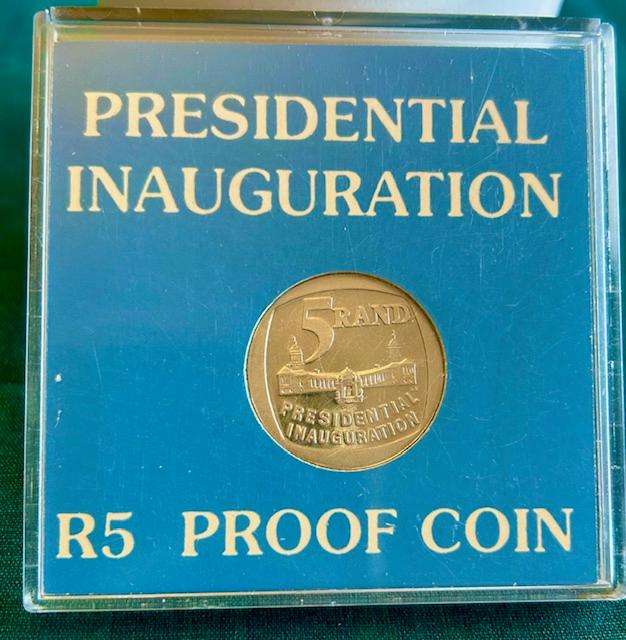 PRESIDENTIAL
INAUGURATION
5 RAND
PRESIDENTIAL
INAUGURATION
R5 PROOF COIN